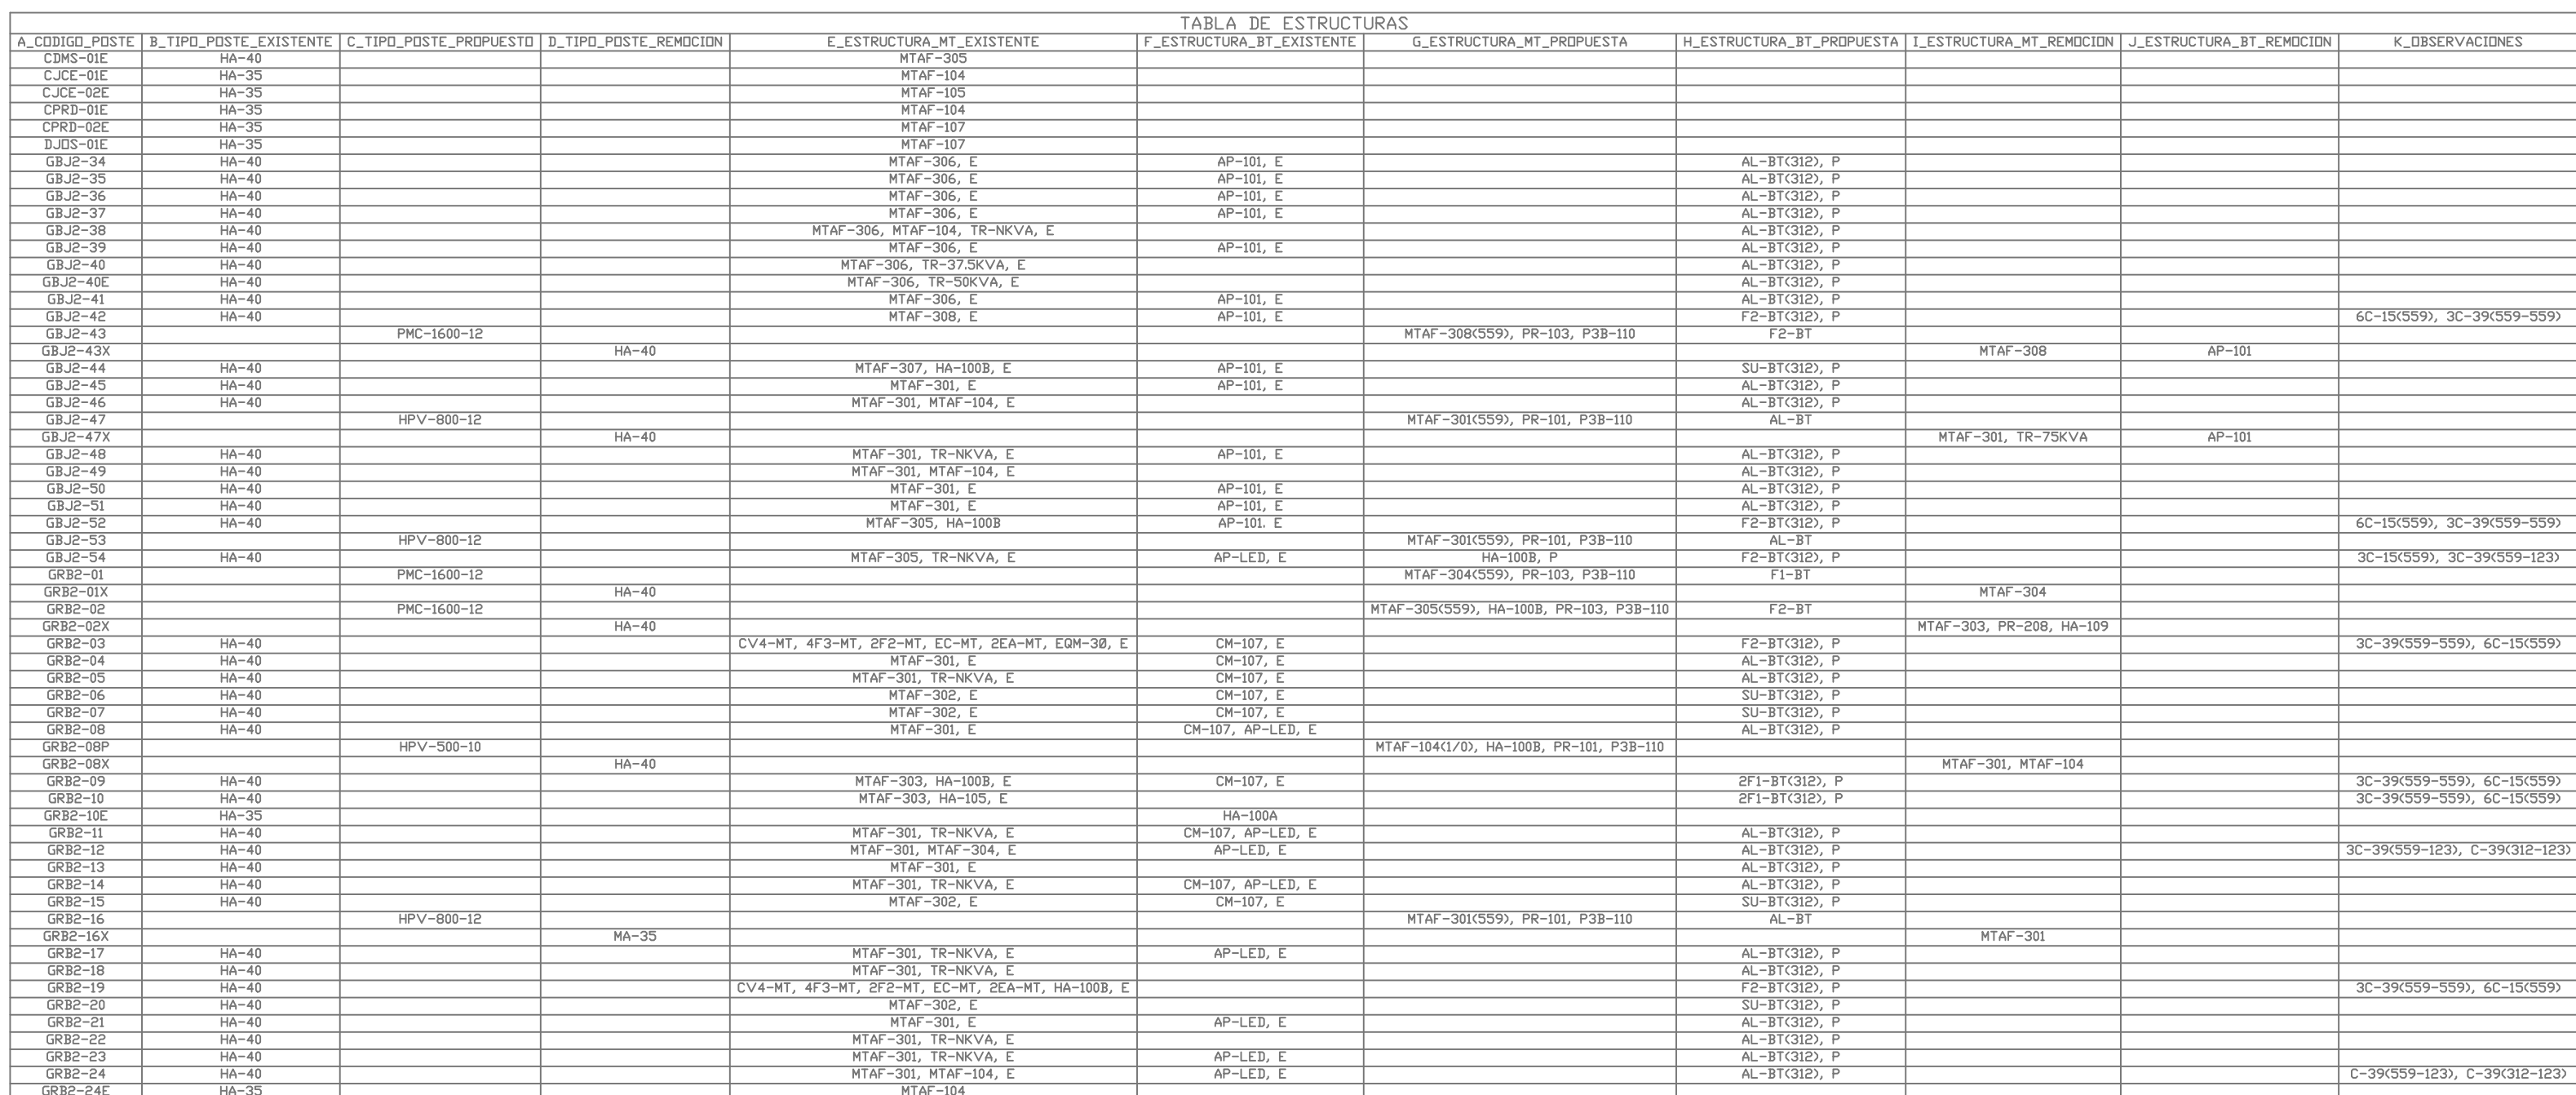 TABLA DE ESTRUCTURAS
A_CODIGO_POSTE B_TIPO_POSTE_EXISTENTE C_TIPO_POSTE_PROPUESTO D_TIPO_POSTE_REMOCION E_ESTRUCTURA_MT_EXISTENTE F_ESTRUCTURA_BT_EXISTENTE G_ESTRUCTURA_MT_PROPUESTA H_ESTRUCTURA_BT_PROPUESTA I_ESTRUCTURA_MT_REMOCION J_ESTRUCTURA_BT_REMOCION K_OBSERVACIONES
CDMS-01E HA-40 MTAF-305
CJCE-01E HA-35 MTAF-104
CJCE-02E HA-35 MTAF-105
CPRD-01E HA-35 MTAF-104
CPRD-02E HA-35 MTAF-107
DJOS-01E HA-35 MTAF-107
GBJ2-34 HA-40 MTAF-306, E AP-101, E AL-BT(312), P
GBJ2-35 HA-40 MTAF-306, E AP-101, E AL-BT(312), P
GBJ2-36 HA-40 MTAF-306, E AP-101, E AL-BT(312), P
GBJ2-37 HA-40 MTAF-306, E AP-101, E AL-BT(312), P
GBJ2-38 HA-40 MTAF-306, MTAF-104, TR-NKVA, E AL-BT(312), P
GBJ2-39 HA-40 MTAF-306, E AP-101, E AL-BT(312), P
GBJ2-40 HA-40 MTAF-306, TR-37.5KVA, E AL-BT(312), P
GBJ2-40E HA-40 MTAF-306, TR-50KVA, E AL-BT(312), P
GBJ2-41 HA-40 MTAF-306, E AP-101, E AL-BT(312), P
GBJ2-42 HA-40 MTAF-308, E AP-101, E F2-BT(312), P 6C-15(559), 3C-39(559-559)
GBJ2-43 PMC-1600-12 MTAF-308(559), PR-103, P3B-110 F2-BT
GBJ2-43X HA-40 MTAF-308 AP-101
GBJ2-44 HA-40 MTAF-307, HA-100B, E AP-101, E SU-BT(312), P
GBJ2-45 HA-40 MTAF-301, E AP-101, E AL-BT(312), P
GBJ2-46 HA-40 MTAF-301, MTAF-104, E AL-BT(312), P
GBJ2-47 HPV-800-12 MTAF-301(559), PR-101, P3B-110 AL-BT
GBJ2-47X HA-40 MTAF-301, TR-75KVA AP-101
GBJ2-48 HA-40 MTAF-301, TR-NKVA, E AP-101, E AL-BT(312), P
GBJ2-49 HA-40 MTAF-301, MTAF-104, E AL-BT(312), P
GBJ2-50 HA-40 MTAF-301, E AP-101, E AL-BT(312), P
GBJ2-51 HA-40 MTAF-301, E AP-101, E AL-BT(312), P
GBJ2-52 HA-40 MTAF-305, HA-100B AP-101. E F2-BT(312), P 6C-15(559), 3C-39(559-559)
GBJ2-53 HPV-800-12 MTAF-301(559), PR-101, P3B-110 AL-BT
GBJ2-54 HA-40 MTAF-305, TR-NKVA, E AP-LED, E HA-100B, P F2-BT(312), P 3C-15(559), 3C-39(559-123)
GRB2-01 PMC-1600-12 MTAF-304(559), PR-103, P3B-110 F1-BT
GRB2-01X HA-40 MTAF-304
GRB2-02 PMC-1600-12 MTAF-305(559), HA-100B, PR-103, P3B-110 F2-BT
GRB2-02X HA-40 MTAF-303, PR-208, HA-109
GRB2-03 HA-40 CV4-MT, 4F3-MT, 2F2-MT, EC-MT, 2EA-MT, EQM-30, E CM-107, E F2-BT(312), P 3C-39(559-559), 6C-15(559)
GRB2-04 HA-40 MTAF-301, E CM-107, E AL-BT(312), P
GRB2-05 HA-40 MTAF-301, TR-NKVA, E CM-107, E AL-BT(312), P
GRB2-06 HA-40 MTAF-302, E CM-107, E SU-BT(312), P
GRB2-07 HA-40 MTAF-302, E CM-107, E SU-BT(312), P
GRB2-08 HA-40 MTAF-301, E CM-107, AP-LED, E AL-BT(312), P
GRB2-08P HPV-500-10 MTAF-104(1/0), HA-100B, PR-101, P3B-110
GRB2-08X HA-40 MTAF-301, MTAF-104
GRB2-09 HA-40 MTAF-303, HA-100B, E CM-107, E 2F1-BT(312), P 3C-39(559-559), 6C-15(559)
GRB2-10 HA-40 MTAF-303, HA-105, E 2F1-BT(312), P 3C-39(559-559), 6C-15(559)
GRB2-10E HA-35 HA-100A
GRB2-11 HA-40 MTAF-301, TR-NKVA, E CM-107, AP-LED, E AL-BT(312), P
GRB2-12 HA-40 MTAF-301, MTAF-304, E AP-LED, E AL-BT(312), P 3C-39(559-123), C-39(312-123)
GRB2-13 HA-40 MTAF-301, E AL-BT(312), P
GRB2-14 HA-40 MTAF-301, TR-NKVA, E CM-107, AP-LED, E AL-BT(312), P
GRB2-15 HA-40 MTAF-302, E CM-107, E SU-BT(312), P
GRB2-16 HPV-800-12 MTAF-301(559), PR-101, P3B-110 AL-BT
GRB2-16X MA-35 MTAF-301
GRB2-17 HA-40 MTAF-301, TR-NKVA, E AP-LED, E AL-BT(312), P
GRB2-18 HA-40 MTAF-301, TR-NKVA, E AL-BT(312), P
GRB2-19 HA-40 CV4-MT, 4F3-MT, 2F2-MT, EC-MT, 2EA-MT, HA-100B, E F2-BT(312), P 3C-39(559-559), 6C-15(559)
GRB2-20 HA-40 MTAF-302, E SU-BT(312), P
GRB2-21 HA-40 MTAF-301, E AP-LED, E AL-BT(312), P
GRB2-22 HA-40 MTAF-301, TR-NKVA, E AL-BT(312), P
GRB2-23 HA-40 MTAF-301, TR-NKVA, E AP-LED, E AL-BT(312), P
GRB2-24 HA-40 MTAF-301, MTAF-104, E AP-LED, E AL-BT(312), P C-39(559-123), C-39(312-123)
GRB2-24E HA-35 MTAF-104